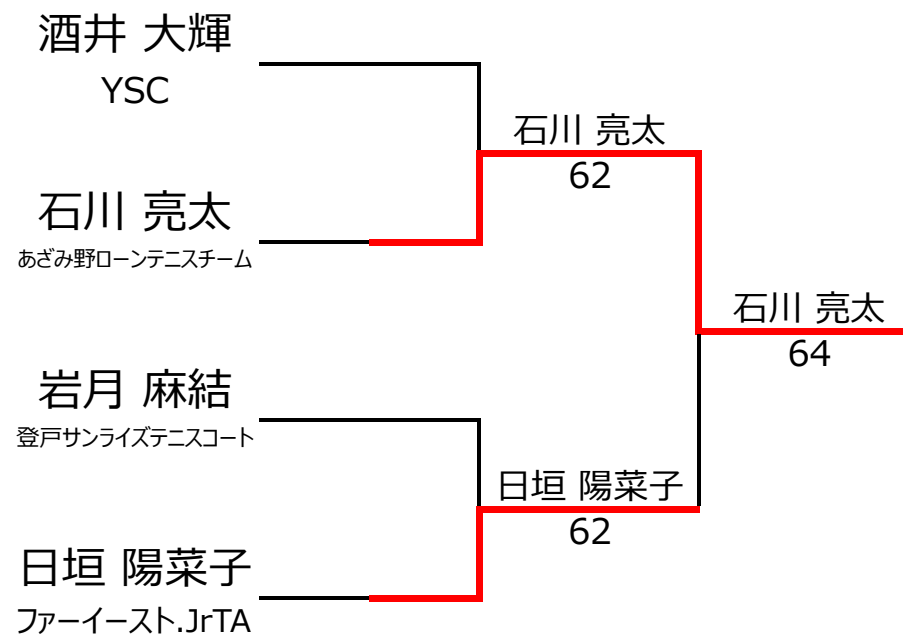 酒井 大輝
YSC
石川 亮太
62
石川 亮太
あざみ野ローンテニスチーム
石川 亮太
64
岩月 麻結
登戸サンライズテニスコート
日垣 陽菜子
62
日垣 陽菜子
ファーイースト.JrTA